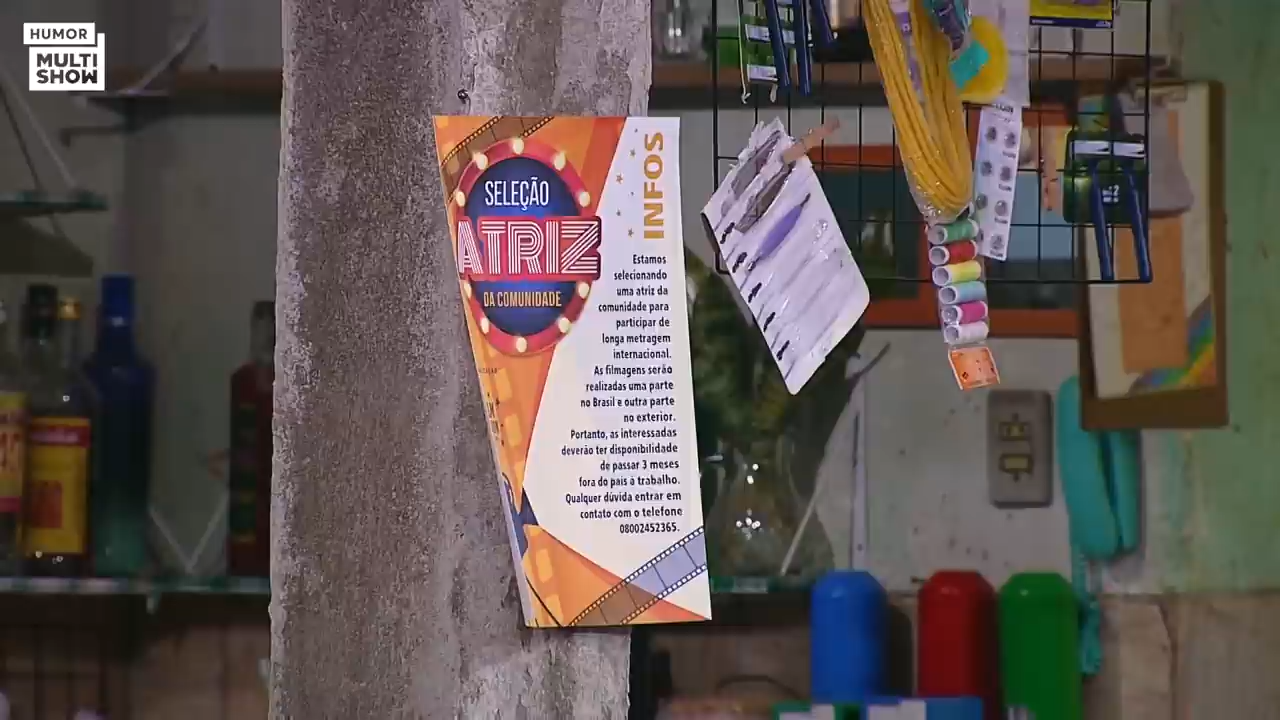 HUMOR
MULTI
SHOW
SELEÇÃO
ATRIZ
DA COMUNIDADE
INFOS
Estamos
selecionando
uma atriz da
comunidade para
participar de
longa metragem
internacional.
As filmagens serão
realizadas uma parte
no Brasil e outra parte
no exterior.
Portanto, as interessadas
deverão ter disponibilidade
de passar 3 meses
fora do país à trabalho.
Qualquer dúvida entrar em
contato com o telefone
08002452365.